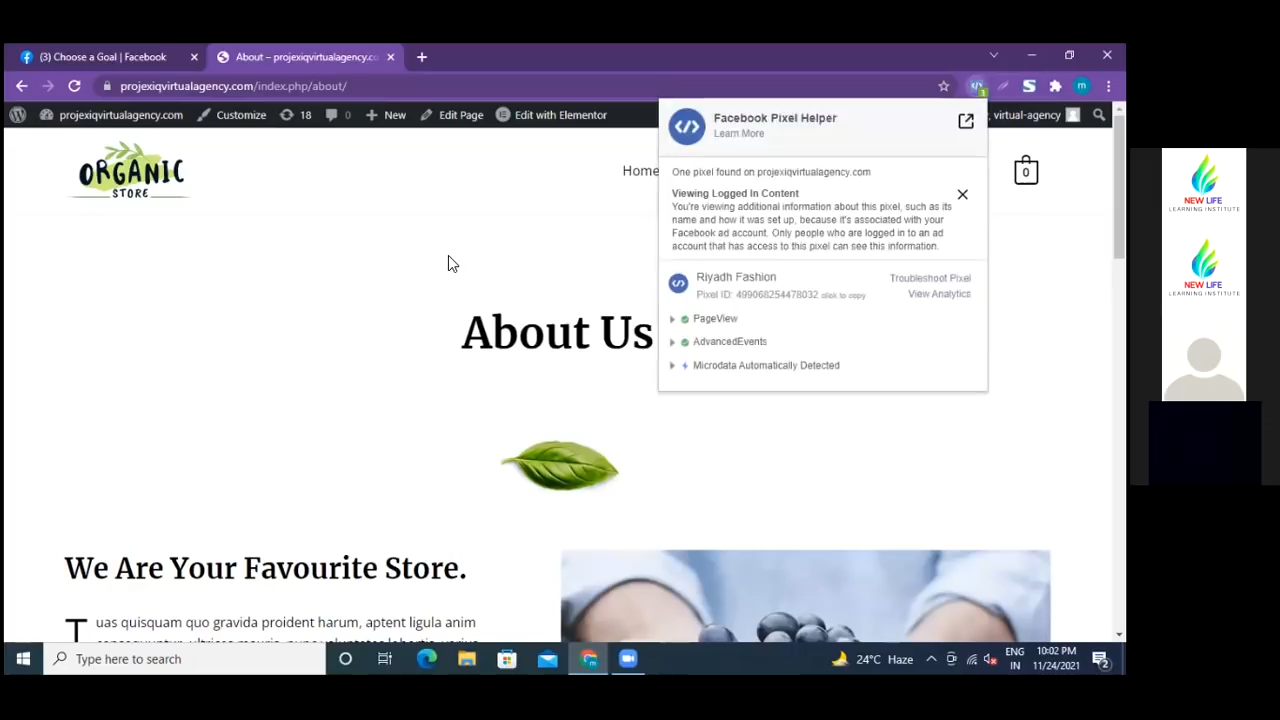 (3) Choose a Goal | Facebook
About – projexiqvirtualagency.co
projexiqvirtualagency.com/index.php/about/
projexiqvirtualagency.com
Customize
18
0
New
Edit Page
Edit with Elementor
, virtual-agency
ORGANIC
STORE
Home
0
Facebook Pixel Helper
Learn More
One pixel found on projexiqvirtualagency.com
Viewing Logged In Content
You're viewing additional information about this pixel, such as its
name and how it was set up, because it's associated with your
Facebook ad account. Only people who are logged in to an ad
account that has access to this pixel can see this information.
Riyadh Fashion
Troubleshoot Pixel
Pixel ID: 499068254478032 click to copy
View Analytics
PageView
AdvancedEvents
Microdata Automatically Detected
About Us
We Are Your Favourite Store.
Tuas quisquam quo gravida proident harum, aptent ligula anim
NEW LIFE
LEARNING INSTITUTE
NEW LIFE
LEARNING INSTITUTE
Type here to search
24°C Haze
ENG
IN
10:02 PM
11/24/2021
2